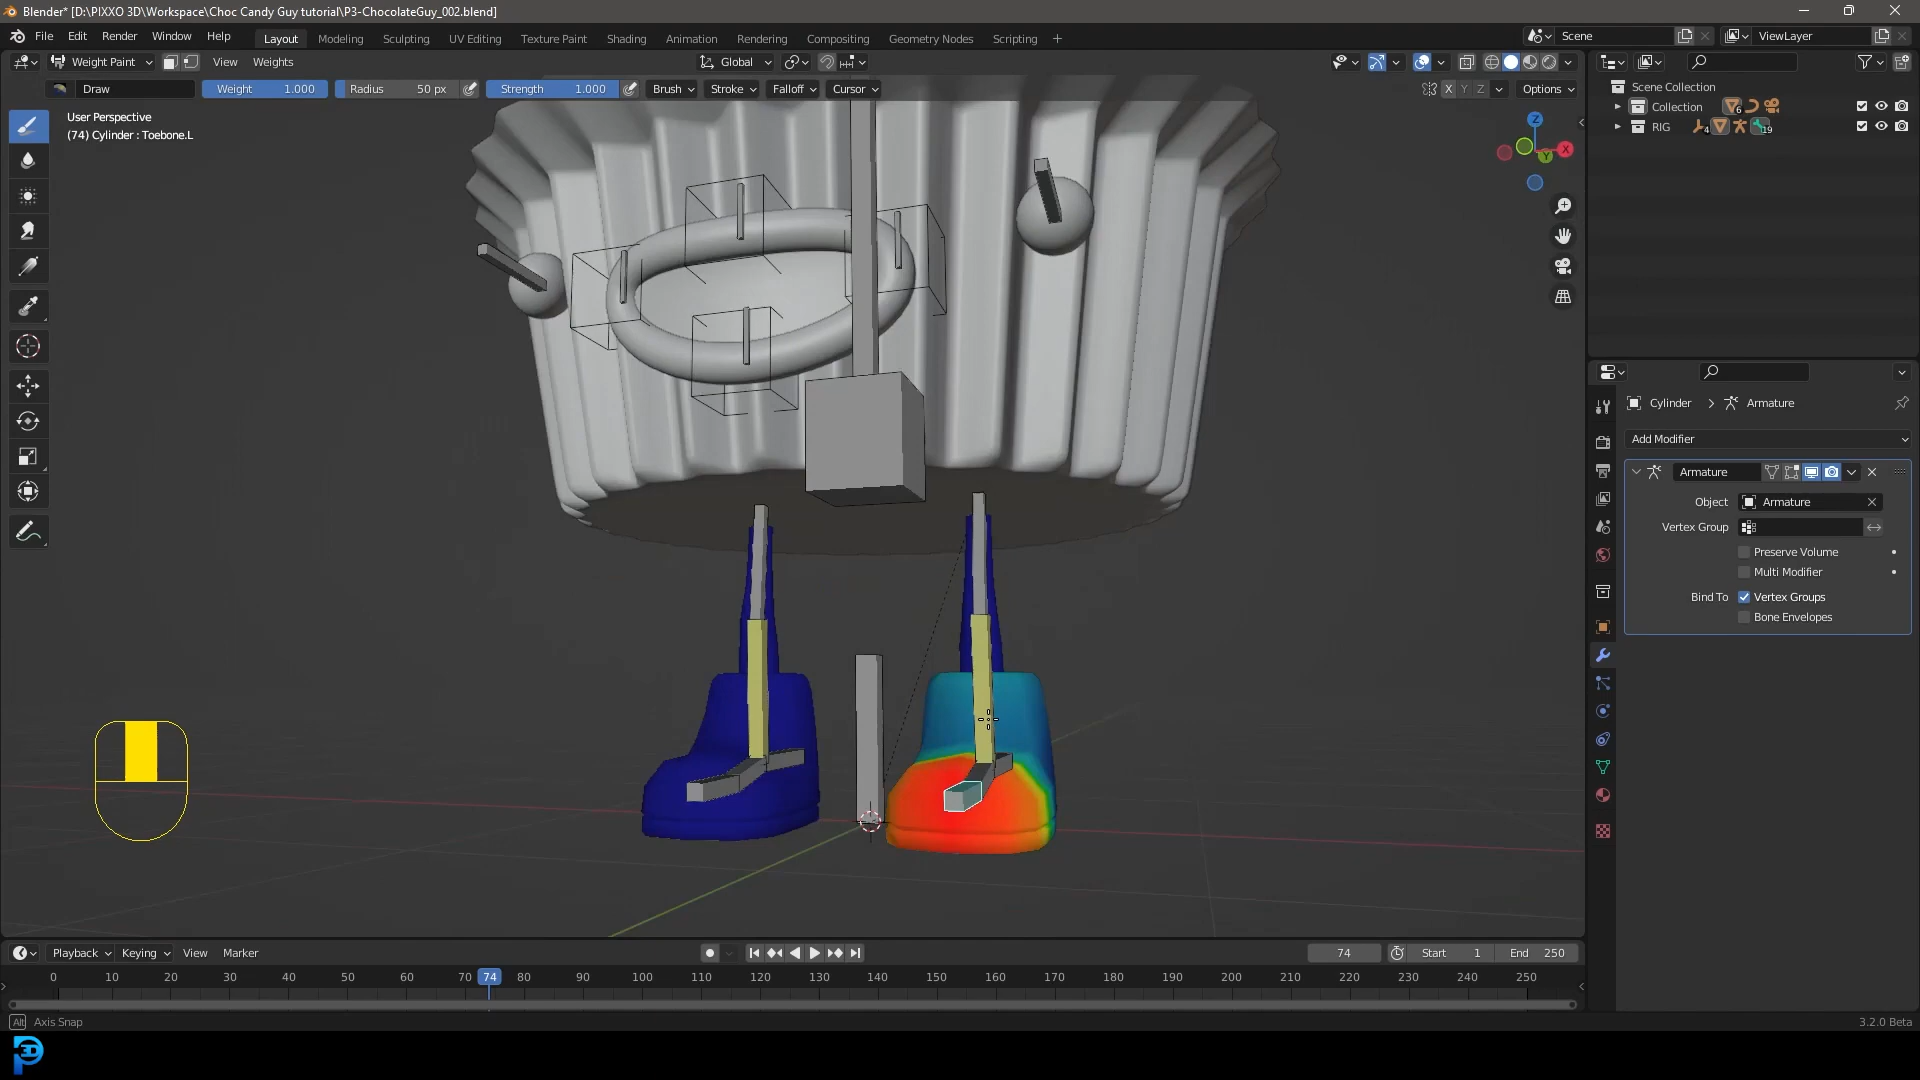 Blender* [D:\PIXXO 3D\Workspace\Choc Candy Guy tutorial\P3-ChocolateGuy_002.blend]
File Edit Render Window Help Layout Modeling Sculpting UV Editing Texture Paint Shading Animation Rendering Compositing Geometry Nodes Scripting + Scene ViewLayer
Weight Paint View Weights Global
Draw Weight 1.000 Radius 50 px Strength 1.000 Brush Stroke Falloff Cursor X Y Z Options
User Perspective
(74) Cylinder : Toebone.L
Z
X
Y
Scene Collection
Collection 6
RIG 4 19
Cylinder > Armature
Add Modifier
Armature
Object Armature
Vertex Group
Preserve Volume
Multi Modifier
Bind To Vertex Groups
Bone Envelopes
Playback Keying View Marker 74 Start 1 End 250
0 10 20 30 40 50 60 70 74 80 90 100 110 120 130 140 150 160 170 180 190 200 210 220 230 240 250
Alt Axis Snap 3.2.0 Beta
P3D